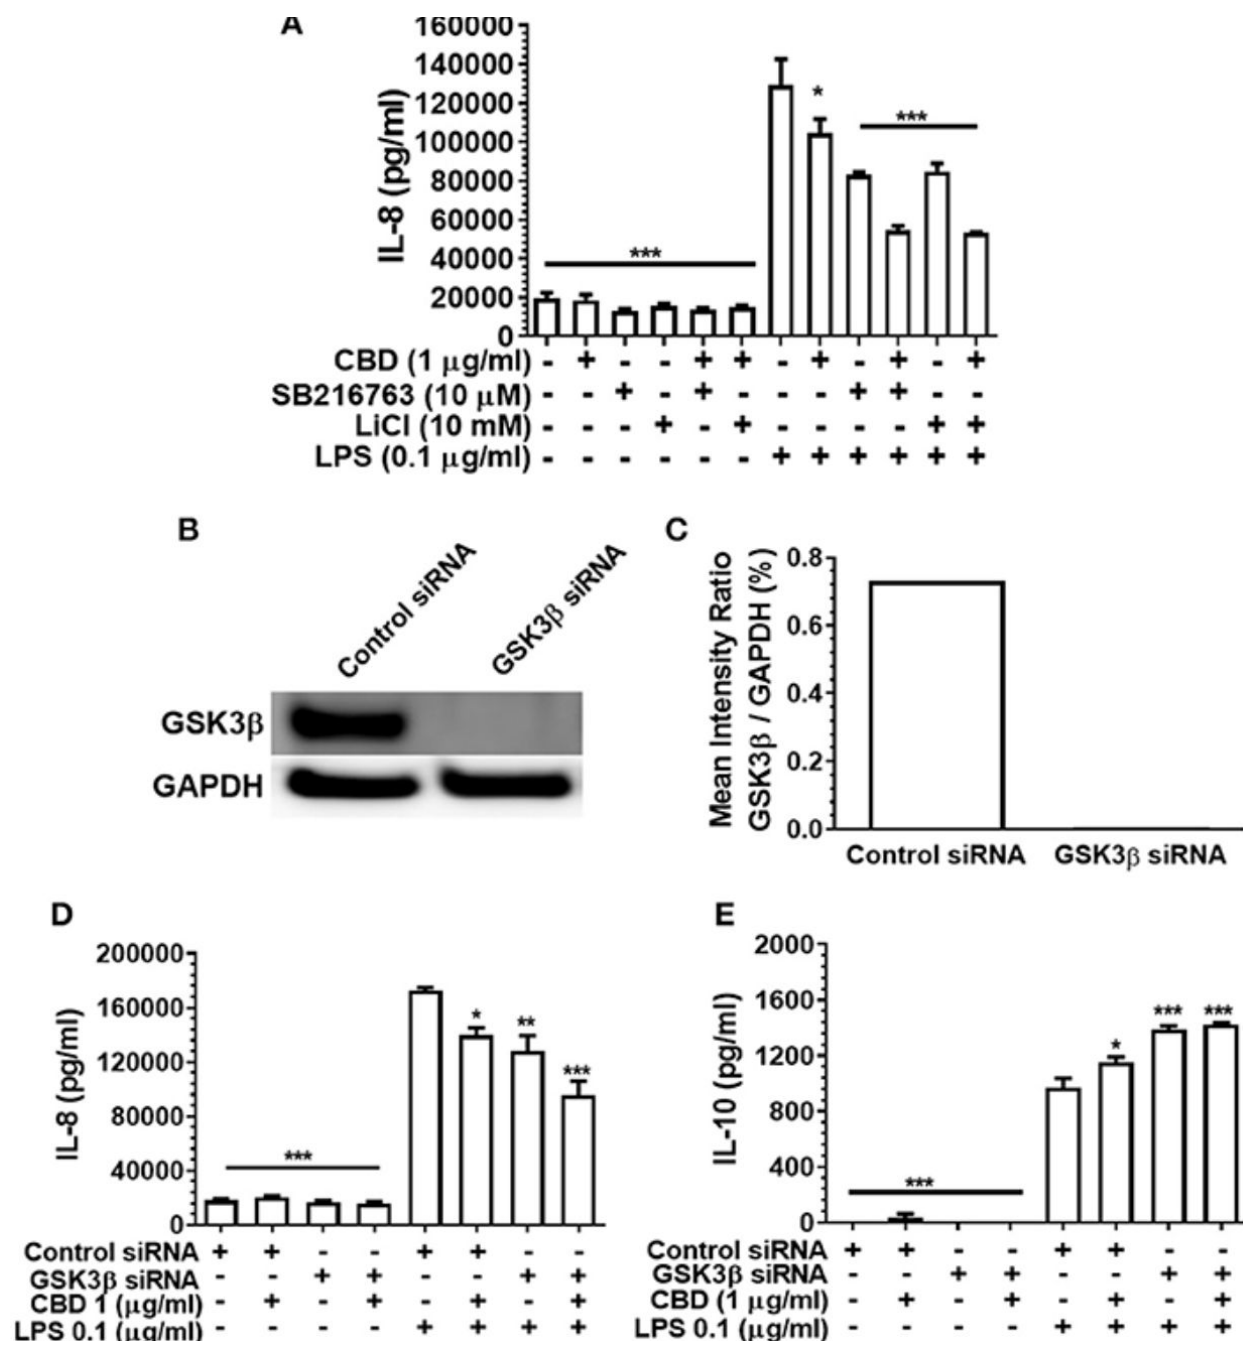 A
160000
140000
120000
100000
80000
60000
40000
20000
0
IL-8 (pg/ml)
***
*
***
CBD (1 μg/ml) - + - - + + - + - + - +
SB216763 (10 μM) - - + - + - - - + + - -
LiCl (10 mM) - - - + - + - - - - + +
LPS (0.1 μg/ml) - - - - - - + + + + + +
B
Control siRNA
GSK3β siRNA
GSK3β
GAPDH
C
Mean Intensity Ratio
GSK3β / GAPDH (%)
0.8
0.6
0.4
0.2
0.0
Control siRNA GSK3β siRNA
D
200000
160000
120000
80000
40000
0
IL-8 (pg/ml)
***
*
**
***
Control siRNA + + - - + + - -
GSK3β siRNA - - + + - - + +
CBD 1 (μg/ml) - + - + - + - +
LPS 0.1 (μg/ml) - - - - + + + +
E
2000
1600
1200
800
400
0
IL-10 (pg/ml)
***
*
***
***
Control siRNA + + - - + + - -
GSK3β siRNA - - + + - - + +
CBD (1 μg/ml) - + - + - + - +
LPS 0.1 (μg/ml) - - - - + + + +